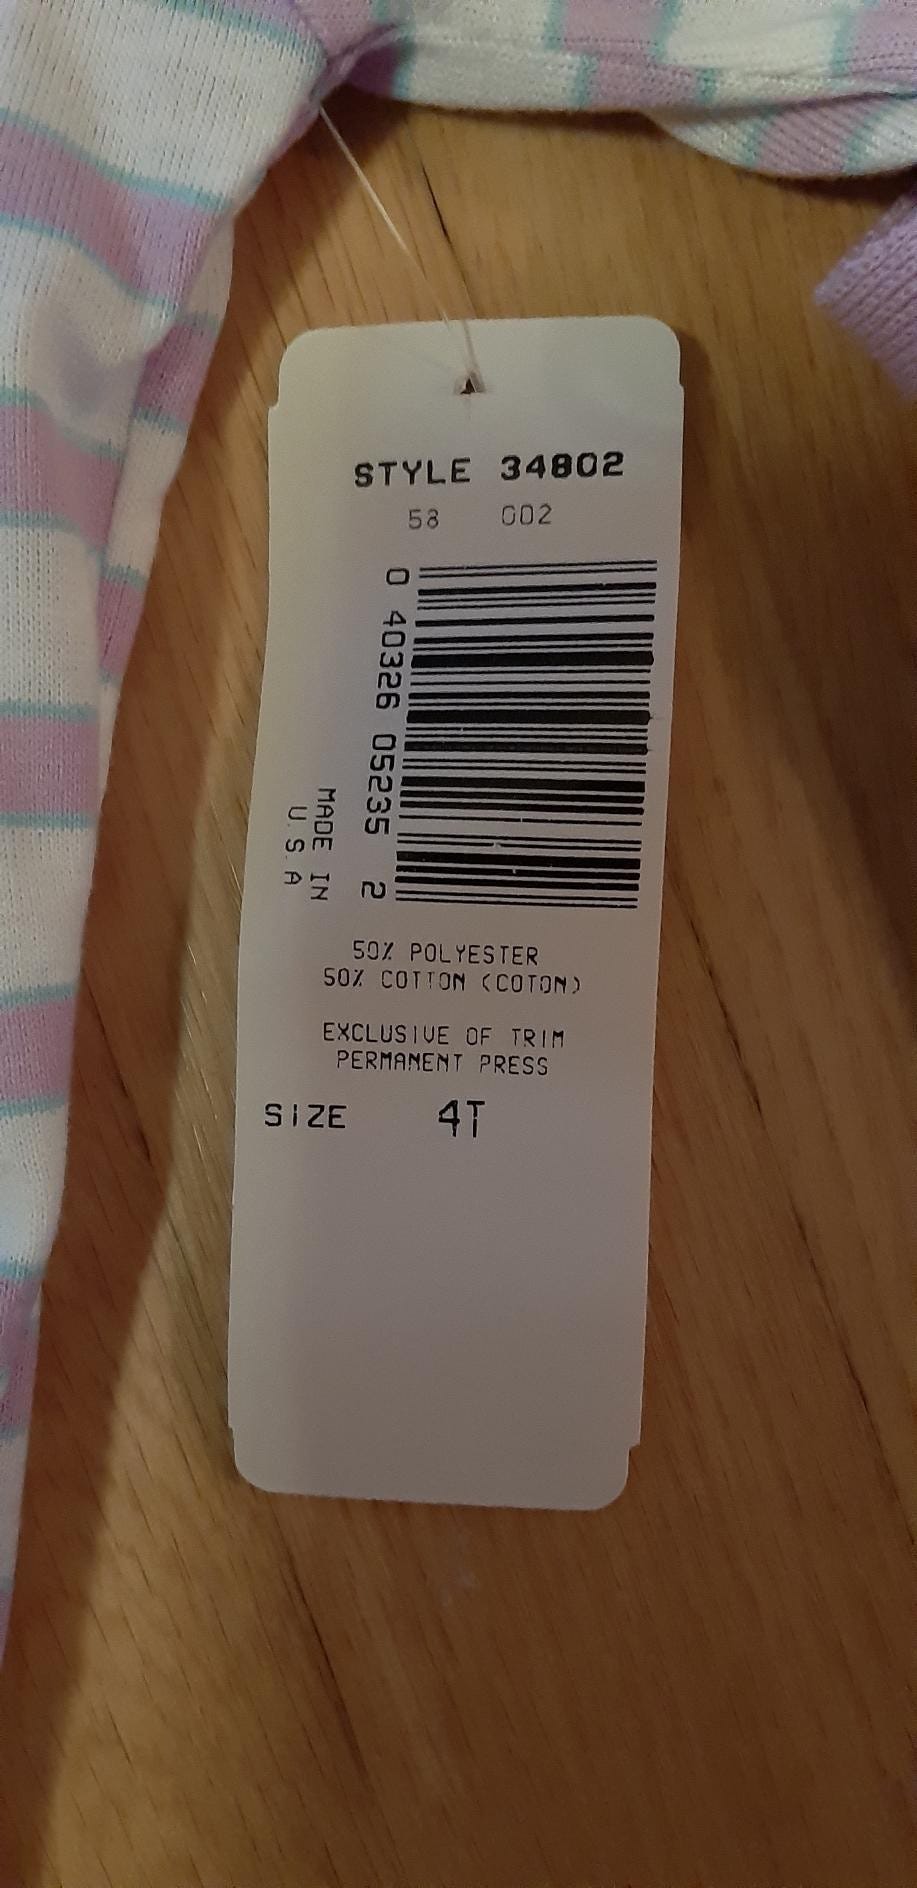 STYLE 34802
58 002
0 40326 05235 2
MADE IN
U.S.A
50% POLYESTER
50% COTTON (COTON)
EXCLUSIVE OF TRIM
PERMANENT PRESS
SIZE 4T